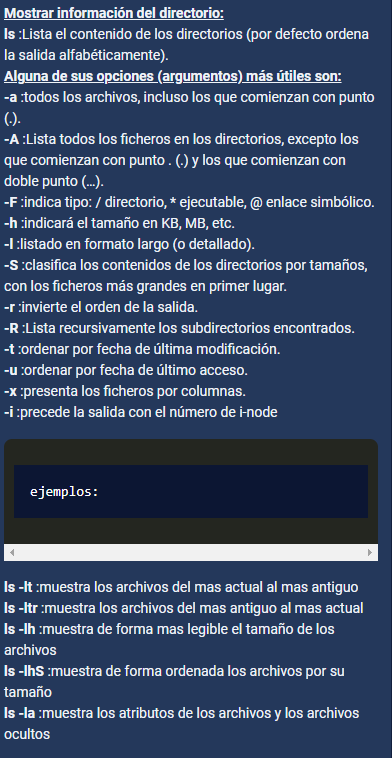 Mostrar información del directorio:
ls :Lista el contenido de los directorios (por defecto ordena
la salida alfabéticamente).
Alguna de sus opciones (argumentos) más útiles son:
-a :todos los archivos, incluso los que comienzan con punto
(.).
-A :Lista todos los ficheros en los directorios, excepto los
que comienzan con punto . (.) y los que comienzan con
doble punto (…).
-F :indica tipo: / directorio, * ejecutable, @ enlace simbólico.
-h :indicará el tamaño en KB, MB, etc.
-l :listado en formato largo (o detallado).
-S :clasifica los contenidos de los directorios por tamaños,
con los ficheros más grandes en primer lugar.
-r :invierte el orden de la salida.
-R :Lista recursivamente los subdirectorios encontrados.
-t :ordenar por fecha de última modificación.
-u :ordenar por fecha de último acceso.
-x :presenta los ficheros por columnas.
-i :precede la salida con el número de i-node
ejemplos:
ls -lt :muestra los archivos del mas actual al mas antiguo
ls -ltr :muestra los archivos del mas antiguo al mas actual
ls -lh :muestra de forma mas legible el tamaño de los
archivos
ls -lhS :muestra de forma ordenada los archivos por su
tamaño
ls -la :muestra los atributos de los archivos y los archivos
ocultos